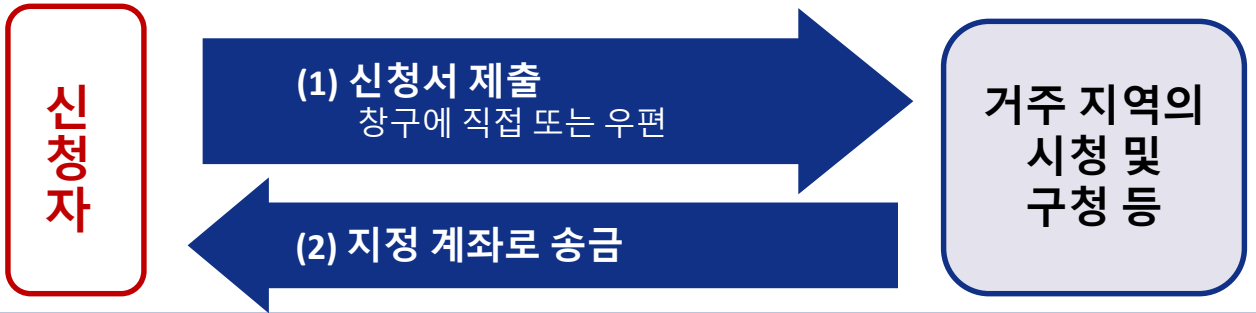 신청자
(1) 신청서 제출
창구에 직접 또는 우편
(2) 지정 계좌로 송금
거주 지역의
시청 및
구청 등